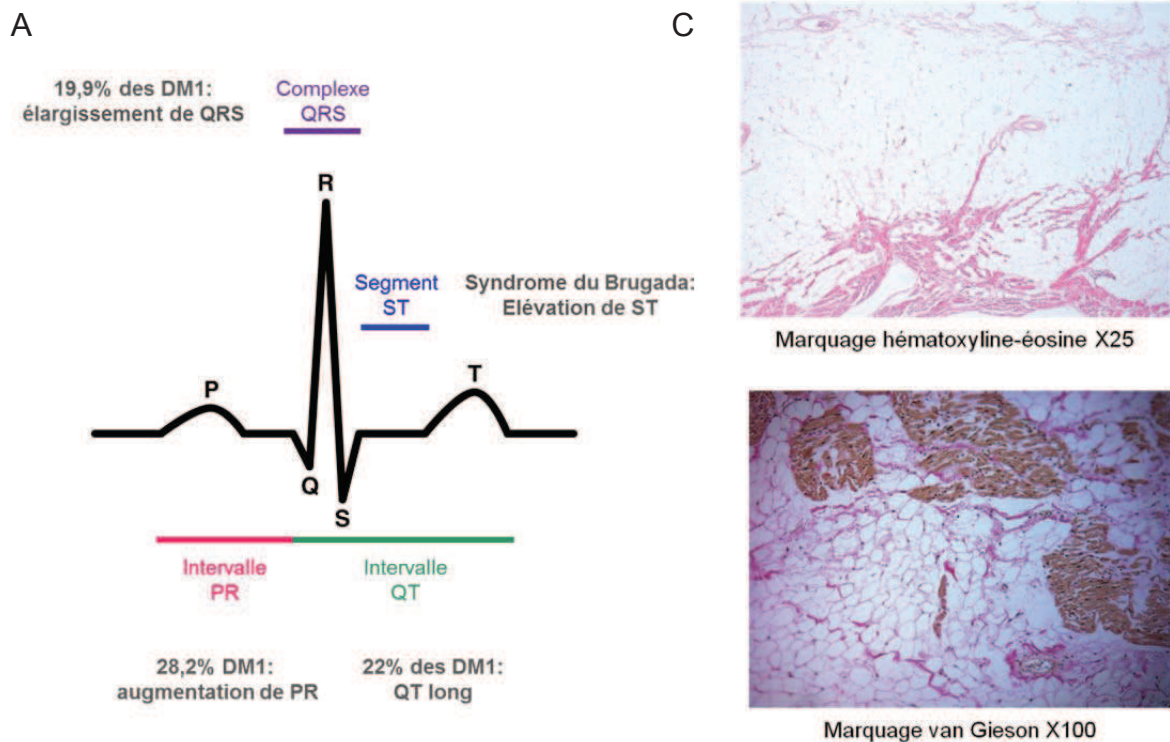 A
C
19,9% des DM1:
élargissement de QRS
Complexe
QRS
R
Segment
ST
Syndrome du Brugada:
Elévation de ST
P
T
Q
S
Intervalle
PR
Intervalle
QT
28,2% DM1:
augmentation de PR
22% des DM1:
QT long
Marquage hématoxyline-éosine X25
Marquage van Gieson X100